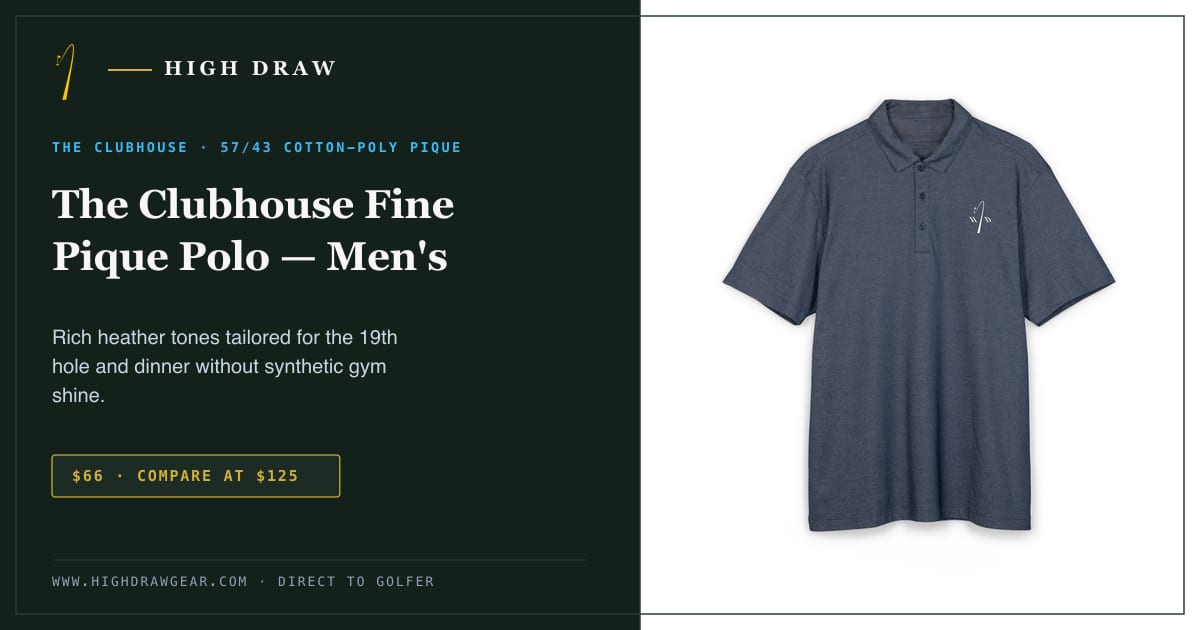 HIGH DRAW
THE CLUBHOUSE · 57/43 COTTON–POLY PIQUE
The Clubhouse Fine
Pique Polo — Men's
Rich heather tones tailored for the 19th
hole and dinner without synthetic gym
shine.
$66 · COMPARE AT $125
WWW.HIGHDRAWGEAR.COM · DIRECT TO GOLFER